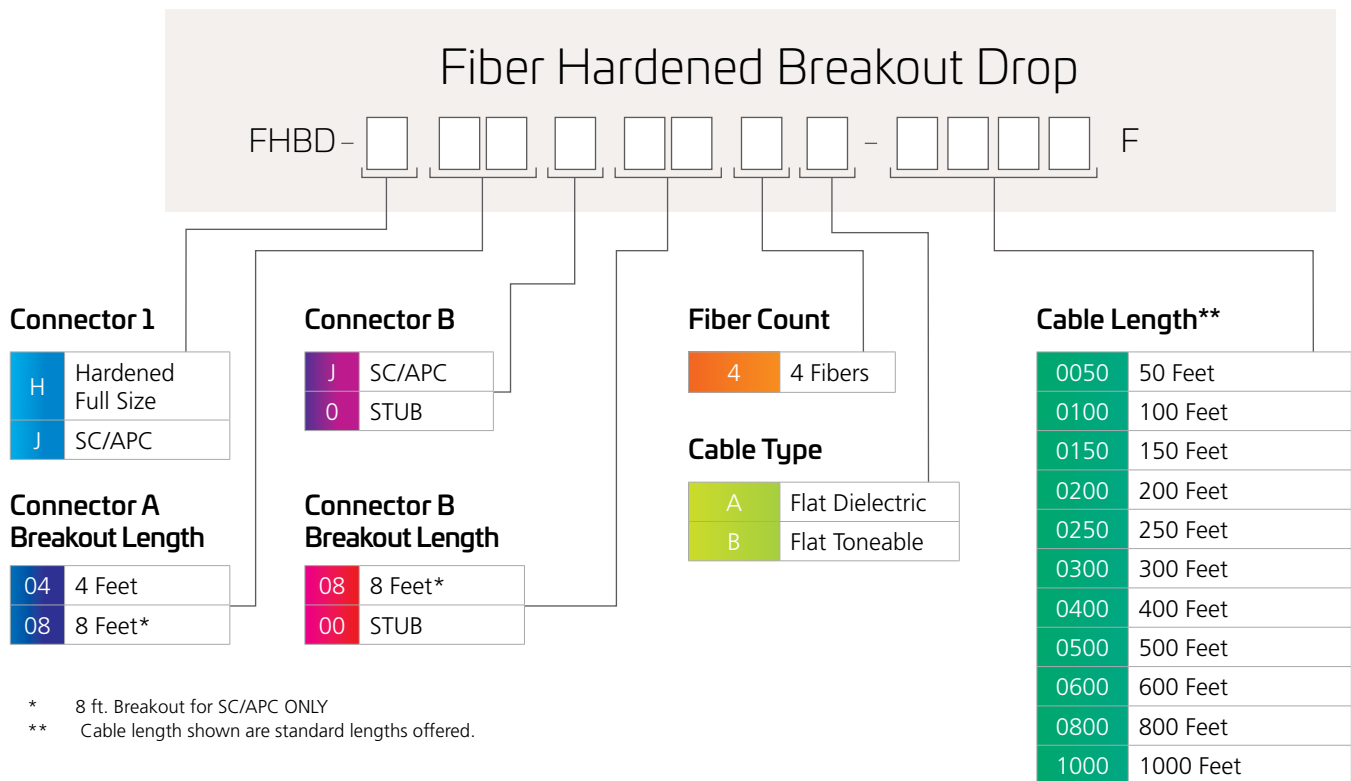 Fiber Hardened Breakout Drop
FHBD- - F
Connector 1
H Hardened
Full Size
J SC/APC
Connector A
Breakout Length
04 4 Feet
08 8 Feet*
Connector B
J SC/APC
0 STUB
Connector B
Breakout Length
08 8 Feet*
00 STUB
Fiber Count
4 4 Fibers
Cable Type
A Flat Dielectric
B Flat Toneable
Cable Length**
0050 50 Feet
0100 100 Feet
0150 150 Feet
0200 200 Feet
0250 250 Feet
0300 300 Feet
0400 400 Feet
0500 500 Feet
0600 600 Feet
0800 800 Feet
1000 1000 Feet
* 8 ft. Breakout for SC/APC ONLY
** Cable length shown are standard lengths offered.